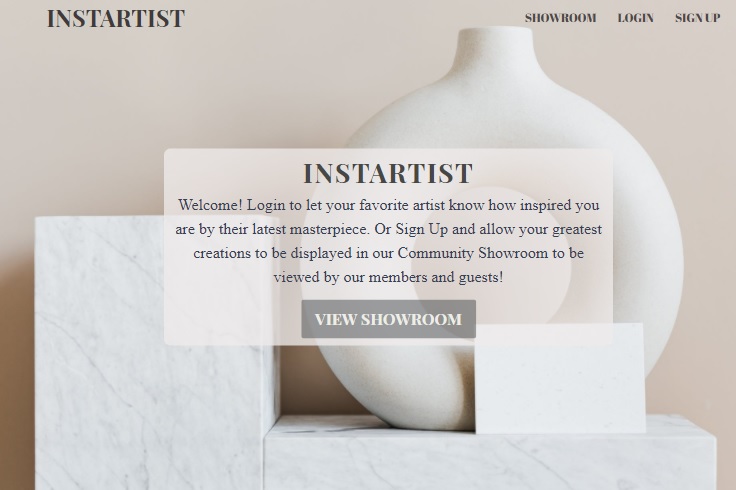 INSTARTIST
SHOWROOM LOGIN SIGN UP
INSTARTIST
Welcome! Login to let your favorite artist know how inspired you
are by their latest masterpiece. Or Sign Up and allow your greatest
creations to be displayed in our Community Showroom to be
viewed by our members and guests!
VIEW SHOWROOM